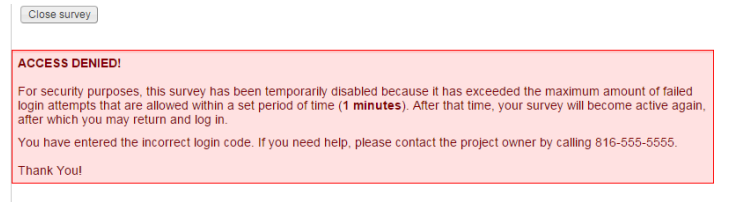 Close survey
ACCESS DENIED!
For security purposes, this survey has been temporarily disabled because it has exceeded the maximum amount of failed
login attempts that are allowed within a set period of time (1 minutes). After that time, your survey will become active again,
after which you may return and log in.
You have entered the incorrect login code. If you need help, please contact the project owner by calling 816-555-5555.
Thank You!